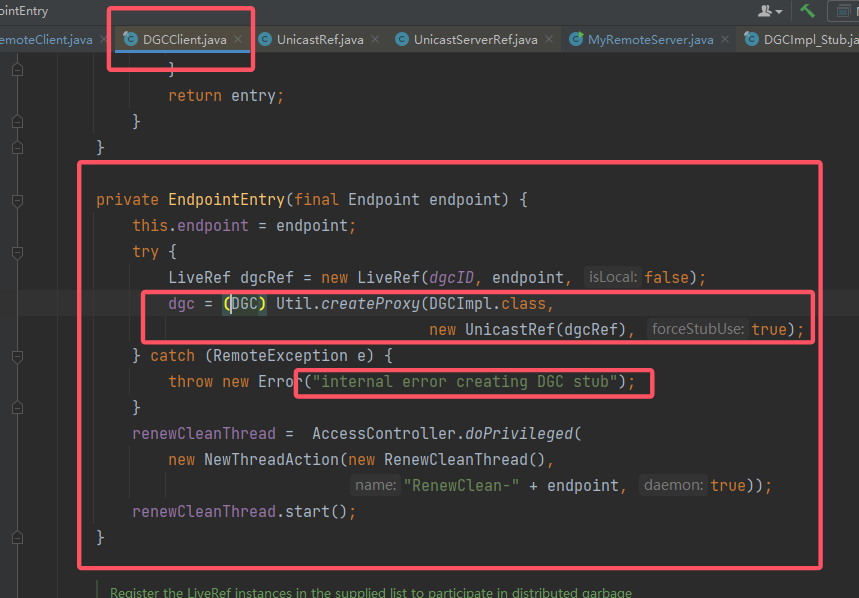 ointEntry
emoteClient.java × DGCClient.java × UnicastRef.java × UnicastServerRef.java × MyRemoteServer.java × DGCImpl_Stub.ja
}
return entry;
}
}
private EndpointEntry(final Endpoint endpoint) {
this.endpoint = endpoint;
try {
LiveRef dgcRef = new LiveRef(dgcID, endpoint, isLocal: false);
dgc = (DGC) Util.createProxy(DGCImpl.class,
new UnicastRef(dgcRef), forceStubUse: true);
} catch (RemoteException e) {
throw new Error("internal error creating DGC stub");
}
renewCleanThread = AccessController.doPrivileged(
new NewThreadAction(new RenewCleanThread(),
name: "RenewClean-" + endpoint, daemon: true));
renewCleanThread.start();
}
Register the LiveRef instances in the supplied list to participate in distributed garbage